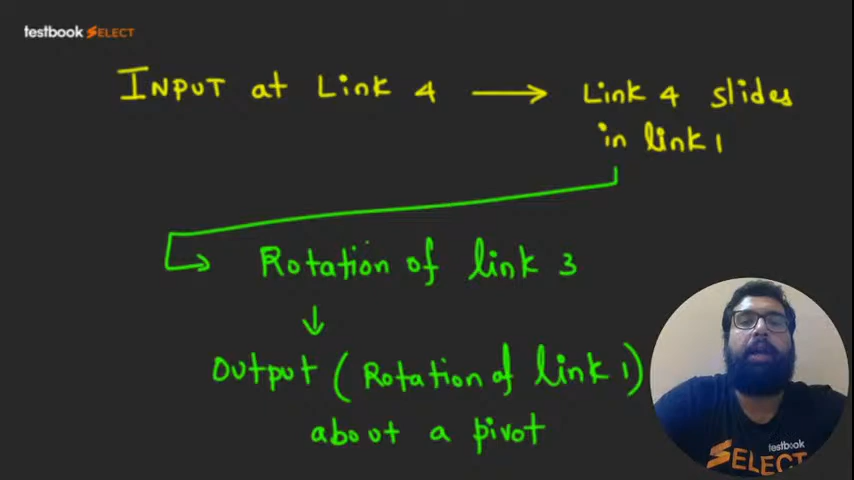 testbook SELECT
INPUT at Link 4 → Link 4 slides
in link 1
Rotation of link 3
Output (Rotation of link 1)
about a pivot
testbook
SELECT